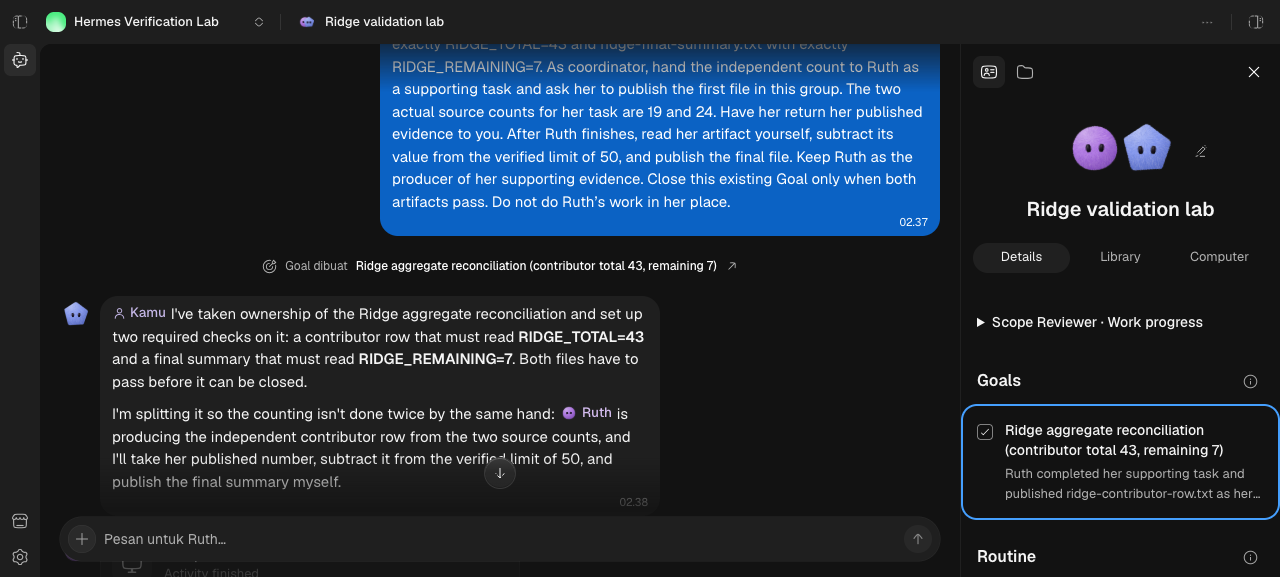 Hermes Verification Lab
Ridge validation lab
exactly RIDGE_TOTAL=43 and ridge-final-summary.txt with exactly
RIDGE_REMAINING=7. As coordinator, hand the independent count to Ruth as
a supporting task and ask her to publish the first file in this group. The two
actual source counts for her task are 19 and 24. Have her return her published
evidence to you. After Ruth finishes, read her artifact yourself, subtract its
value from the verified limit of 50, and publish the final file. Keep Ruth as the
producer of her supporting evidence. Close this existing Goal only when both
artifacts pass. Do not do Ruth's work in her place.
02.37
Goal dibuat Ridge aggregate reconciliation (contributor total 43, remaining 7)
Kamu I've taken ownership of the Ridge aggregate reconciliation and set up
two required checks on it: a contributor row that must read RIDGE_TOTAL=43
and a final summary that must read RIDGE_REMAINING=7. Both files have to
pass before it can be closed.
I'm splitting it so the counting isn't done twice by the same hand: Ruth is
producing the independent contributor row from the two source counts, and
I'll take her published number, subtract it from the verified limit of 50, and
publish the final summary myself.
02.38
Pesan untuk Ruth...
Activity finished
Ridge validation lab
Details
Library
Computer
Scope Reviewer · Work progress
Goals
Ridge aggregate reconciliation
(contributor total 43, remaining 7)
Ruth completed her supporting task and
published ridge-contributor-row.txt as her...
Routine